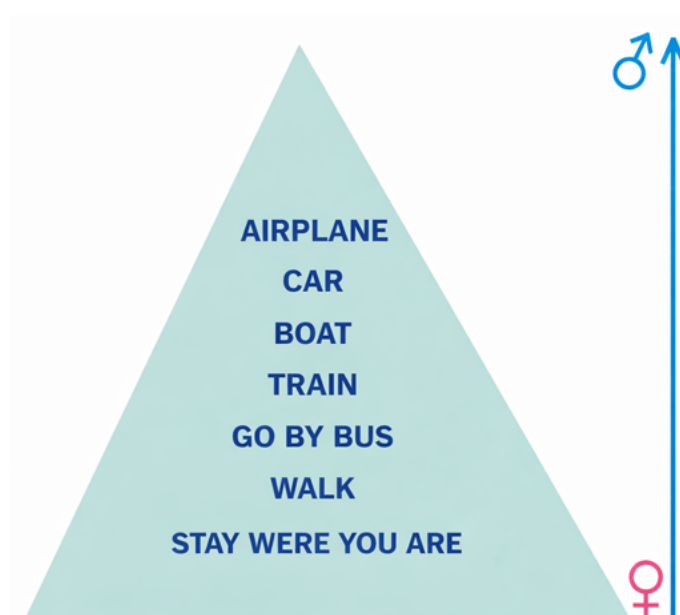 AIRPLANE
CAR
BOAT
TRAIN
GO BY BUS
WALK
STAY WERE YOU ARE